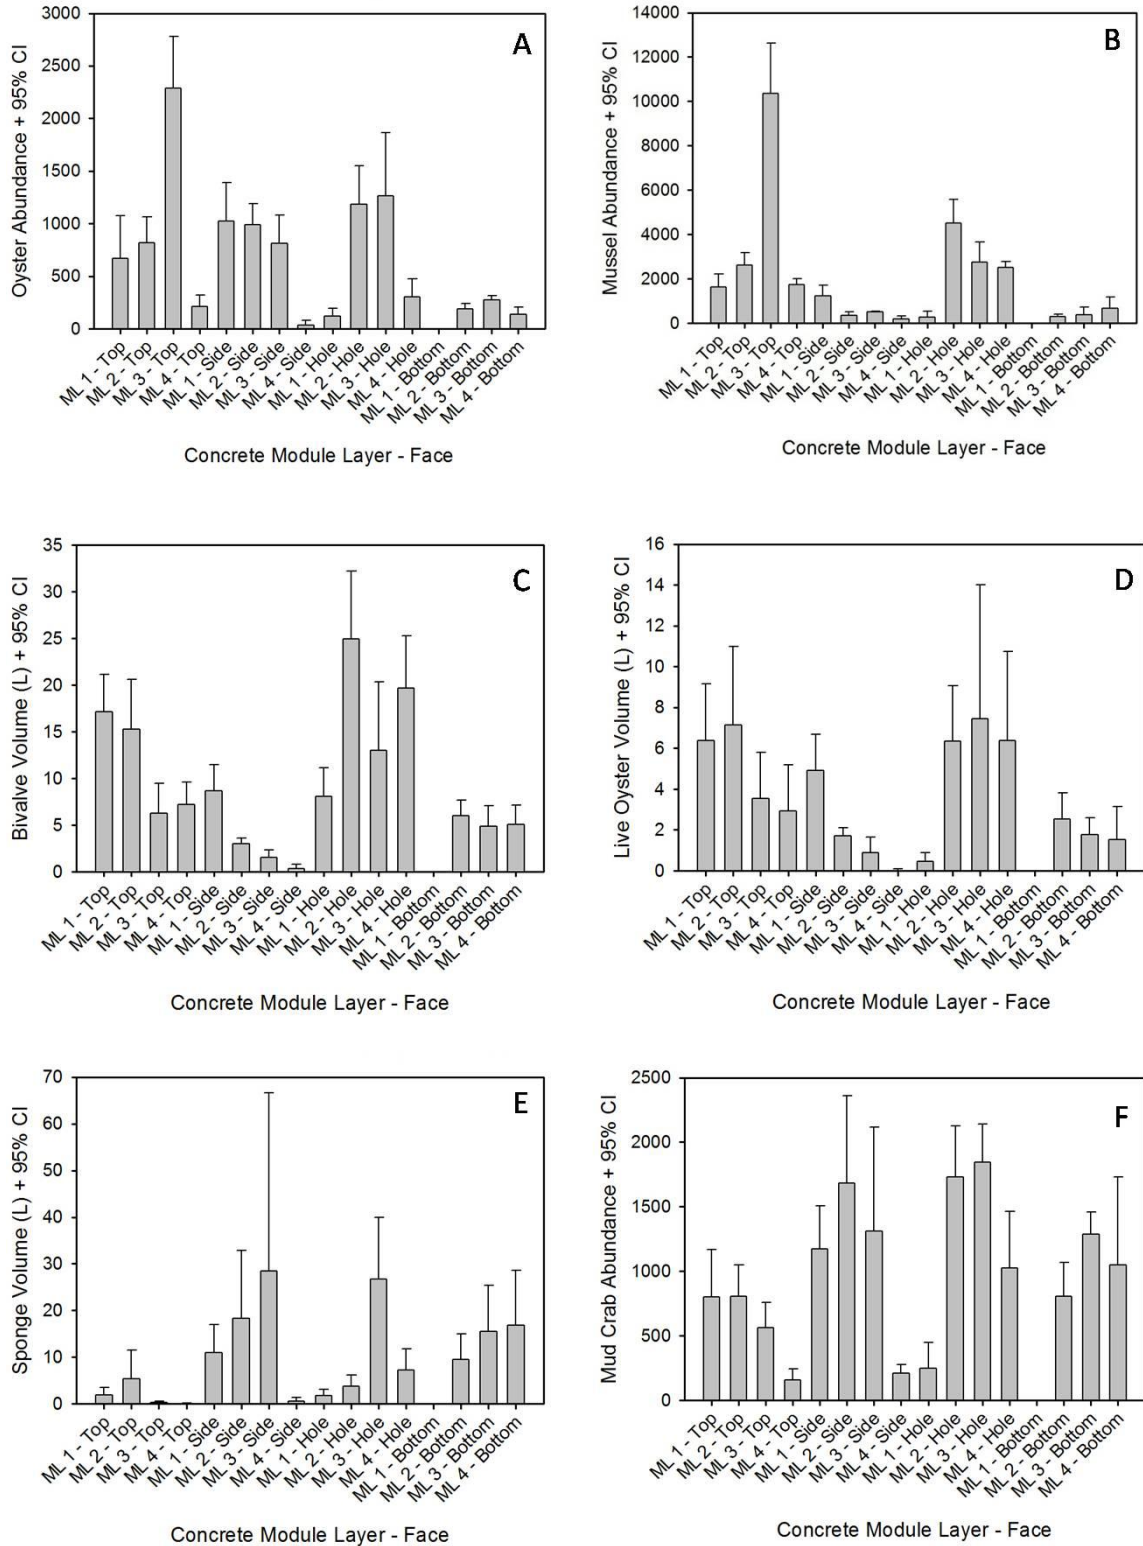 A
Oyster Abundance + 95% CI
3000
2500
2000
1500
1000
500
0
ML 1 - Top
ML 2 - Top
ML 3 - Top
ML 4 - Top
ML 1 - Side
ML 2 - Side
ML 3 - Side
ML 4 - Side
ML 1 - Hole
ML 2 - Hole
ML 3 - Hole
ML 4 - Hole
ML 1 - Bottom
ML 2 - Bottom
ML 3 - Bottom
ML 4 - Bottom
Concrete Module Layer - Face
B
Mussel Abundance + 95% CI
14000
12000
10000
8000
6000
4000
2000
0
ML 1 - Top
ML 2 - Top
ML 3 - Top
ML 4 - Top
ML 1 - Side
ML 2 - Side
ML 3 - Side
ML 4 - Side
ML 1 - Hole
ML 2 - Hole
ML 3 - Hole
ML 4 - Hole
ML 1 - Bottom
ML 2 - Bottom
ML 3 - Bottom
ML 4 - Bottom
Concrete Module Layer - Face
C
Bivalve Volume (L) + 95% CI
35
30
25
20
15
10
5
0
ML 1 - Top
ML 2 - Top
ML 3 - Top
ML 4 - Top
ML 1 - Side
ML 2 - Side
ML 3 - Side
ML 4 - Side
ML 1 - Hole
ML 2 - Hole
ML 3 - Hole
ML 4 - Hole
ML 1 - Bottom
ML 2 - Bottom
ML 3 - Bottom
ML 4 - Bottom
Concrete Module Layer - Face
D
Live Oyster Volume (L) + 95% CI
16
14
12
10
8
6
4
2
0
ML 1 - Top
ML 2 - Top
ML 3 - Top
ML 4 - Top
ML 1 - Side
ML 2 - Side
ML 3 - Side
ML 4 - Side
ML 1 - Hole
ML 2 - Hole
ML 3 - Hole
ML 4 - Hole
ML 1 - Bottom
ML 2 - Bottom
ML 3 - Bottom
ML 4 - Bottom
Concrete Module Layer - Face
E
Sponge Volume (L) + 95% CI
70
60
50
40
30
20
10
0
ML 1 - Top
ML 2 - Top
ML 3 - Top
ML 4 - Top
ML 1 - Side
ML 2 - Side
ML 3 - Side
ML 4 - Side
ML 1 - Hole
ML 2 - Hole
ML 3 - Hole
ML 4 - Hole
ML 1 - Bottom
ML 2 - Bottom
ML 3 - Bottom
ML 4 - Bottom
Concrete Module Layer - Face
F
Mud Crab Abundance + 95% CI
2500
2000
1500
1000
500
0
ML 1 - Top
ML 2 - Top
ML 3 - Top
ML 4 - Top
ML 1 - Side
ML 2 - Side
ML 3 - Side
ML 4 - Side
ML 1 - Hole
ML 2 - Hole
ML 3 - Hole
ML 4 - Hole
ML 1 - Bottom
ML 2 - Bottom
ML 3 - Bottom
ML 4 - Bottom
Concrete Module Layer - Face